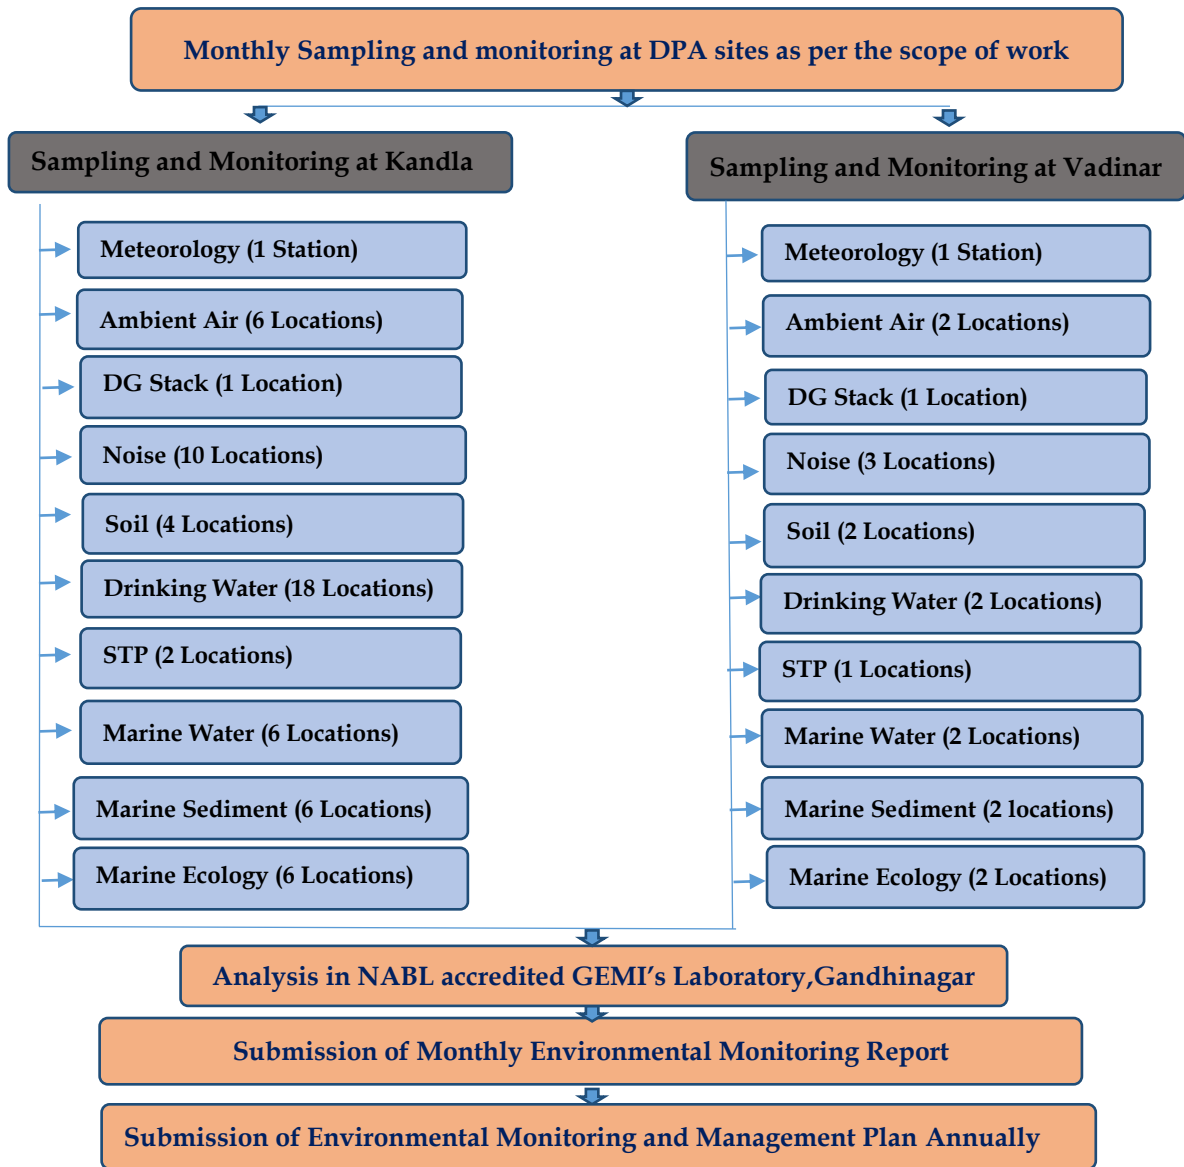 Monthly Sampling and monitoring at DPA sites as per the scope of work
Sampling and Monitoring at Kandla
Meteorology (1 Station)
Ambient Air (6 Locations)
DG Stack (1 Location)
Noise (10 Locations)
Soil (4 Locations)
Drinking Water (18 Locations)
STP (2 Locations)
Marine Water (6 Locations)
Marine Sediment (6 Locations)
Marine Ecology (6 Locations)
Sampling and Monitoring at Vadinar
Meteorology (1 Station)
Ambient Air (2 Locations)
DG Stack (1 Location)
Noise (3 Locations)
Soil (2 Locations)
Drinking Water (2 Locations)
STP (1 Locations)
Marine Water (2 Locations)
Marine Sediment (2 locations)
Marine Ecology (2 Locations)
Analysis in NABL accredited GEMI’s Laboratory,Gandhinagar
Submission of Monthly Environmental Monitoring Report
Submission of Environmental Monitoring and Management Plan Annually